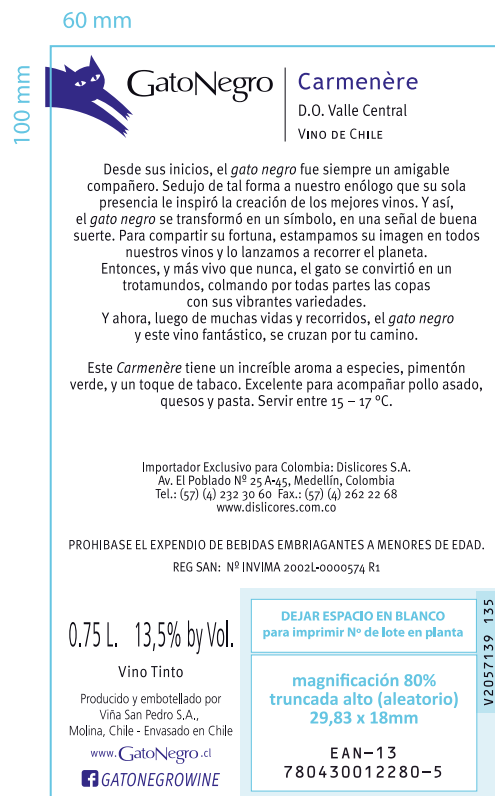 60 mm
100 mm
GatoNegro
Carmenère
D.O. Valle Central
VINO DE CHILE
Desde sus inicios, el gato negro fue siempre un amigable
compañero. Sedujo de tal forma a nuestro enólogo que su sola
presencia le inspiró la creación de los mejores vinos. Y así,
el gato negro se transformó en un símbolo, en una señal de buena
suerte. Para compartir su fortuna, estampamos su imagen en todos
nuestros vinos y lo lanzamos a recorrer el planeta.
Entonces, y más vivo que nunca, el gato se convirtió en un
trotamundos, colmando por todas partes las copas
con sus vibrantes variedades.
Y ahora, luego de muchas vidas y recorridos, el gato negro
y este vino fantástico, se cruzan por tu camino.
Este Carmenère tiene un increíble aroma a especies, pimentón
verde, y un toque de tabaco. Excelente para acompañar pollo asado,
quesos y pasta. Servir entre 15 – 17 ºC.
Importador Exclusivo para Colombia: Dislicores S.A.
Av. El Poblado Nº 25 A-45, Medellín, Colombia
Tel.: (57) (4) 232 30 60 Fax.: (57) (4) 262 22 68
www.dislicores.com.co
PROHIBASE EL EXPENDIO DE BEBIDAS EMBRIAGANTES A MENORES DE EDAD.
REG SAN: Nº INVIMA 2002L-0000574 R1
0.75 L. 13,5% by Vol.
Vino Tinto
Producido y embotellado por
Viña San Pedro S.A.,
Molina, Chile - Envasado en Chile
www.GatoNegro.cl
f GATONEGROWINE
DEJAR ESPACIO EN BLANCO
para imprimir Nº de lote en planta
magnificación 80%
truncada alto (aleatorio)
29,83 x 18mm
EAN-13
780430012280-5
V2057139 135